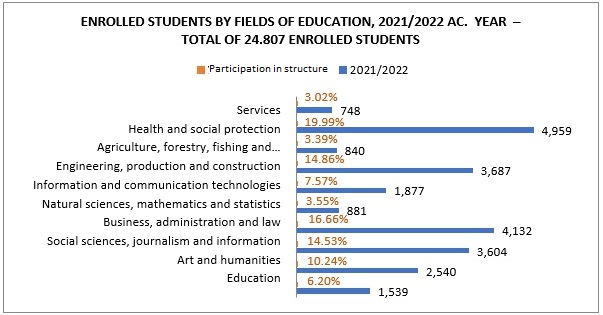 ENROLLED STUDENTS BY FIELDS OF EDUCATION, 2021/2022 AC. YEAR –
TOTAL OF 24.807 ENROLLED STUDENTS
'Participation in structure 2021/2022
3.02%
Services 748
19.99%
Health and social protection 4,959
3.39%
Agriculture, forestry, fishing and... 840
14.86%
Engineering, production and construction 3,687
7.57%
Information and communication technologies 1,877
3.55%
Natural sciences, mathematics and statistics 881
16.66%
Business, administration and law 4,132
14.53%
Social sciences, journalism and information 3,604
10.24%
Art and humanities 2,540
6.20%
Education 1,539